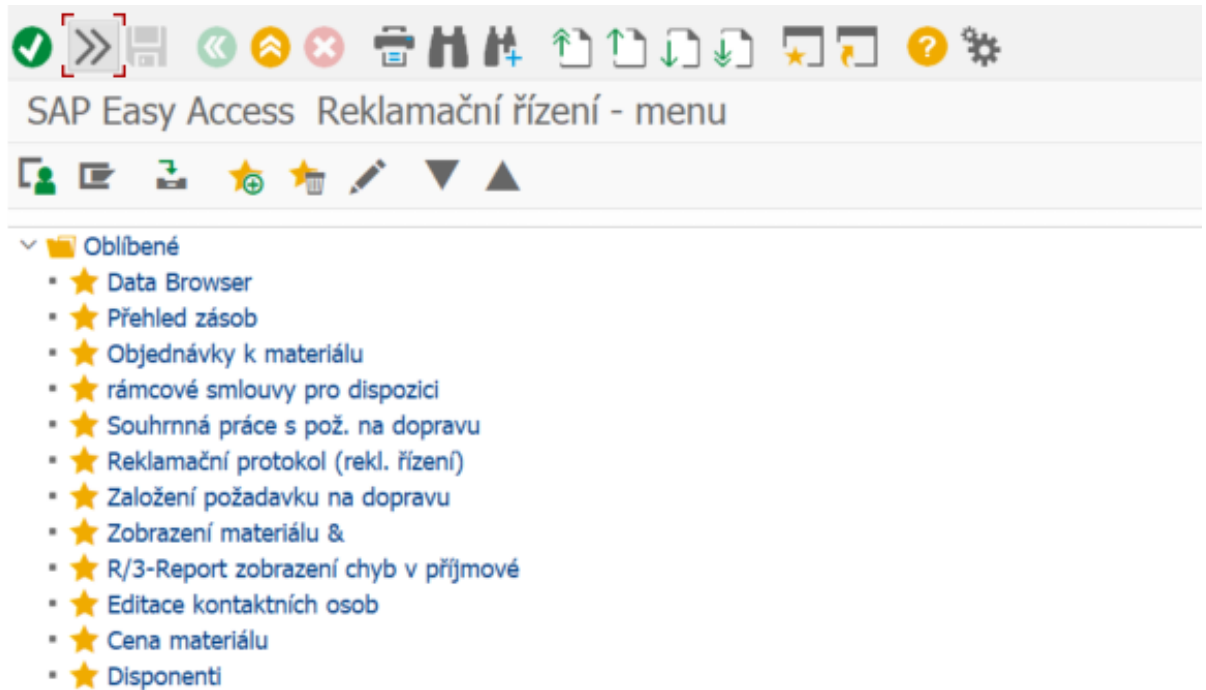 SAP Easy Access Reklamační řízení - menu
Oblíbené
Data Browser
Přehled zásob
Objednávky k materiálu
rámcové smlouvy pro dispozici
Souhrnná práce s pož. na dopravu
Reklamační protokol (rekl. řízení)
Založení požadavku na dopravu
Zobrazení materiálu &
R/3-Report zobrazení chyb v příjmové
Editace kontaktních osob
Cena materiálu
Disponenti